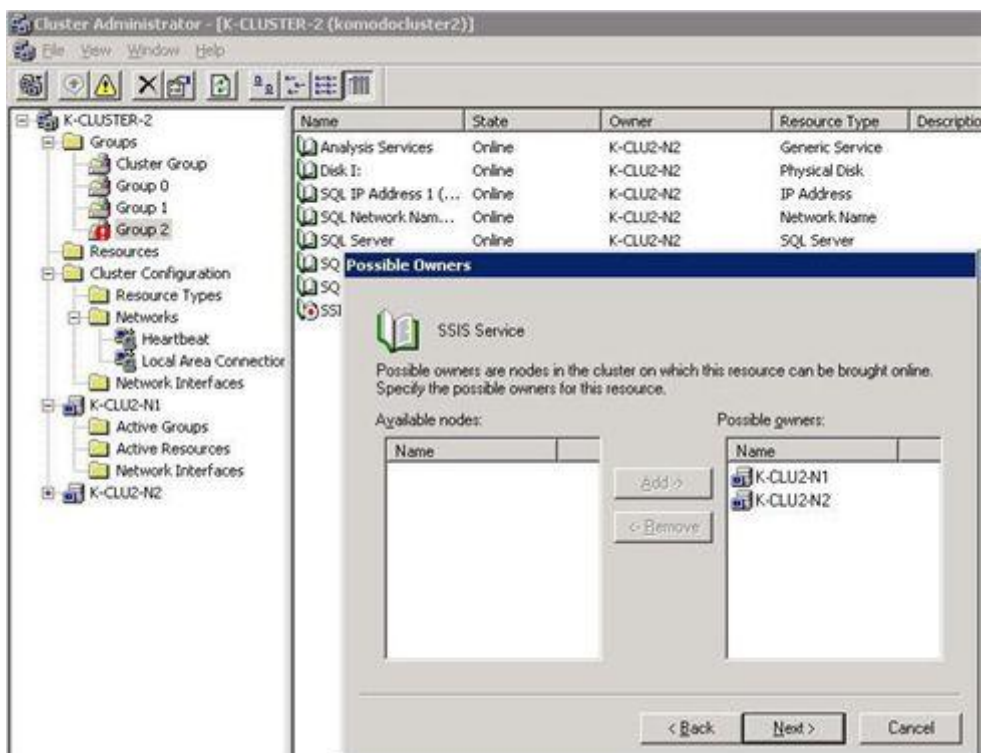 Cluster Administrator - [K-CLUSTER-2 (komodocluster2)]
File View Window Help
K-CLUSTER-2
Groups
Cluster Group
Group 0
Group 1
Group 2
Resources
Cluster Configuration
Resource Types
Networks
Heartbeat
Local Area Connection
Network Interfaces
K-CLU2-N1
Active Groups
Active Resources
Network Interfaces
K-CLU2-N2
Name State Owner Resource Type Descriptio
Analysis Services Online K-CLU2-N2 Generic Service
Disk I: Online K-CLU2-N2 Physical Disk
SQL IP Address 1 (... Online K-CLU2-N2 IP Address
SQL Network Nam... Online K-CLU2-N2 Network Name
SQL Server Online K-CLU2-N2 SQL Server
SQ
SQ
SSI
Possible Owners
SSIS Service
Possible owners are nodes in the cluster on which this resource can be brought online.
Specify the possible owners for this resource.
Available nodes:
Name
Add ->
<- Remove
Possible owners:
Name
K-CLU2-N1
K-CLU2-N2
< Back Next > Cancel